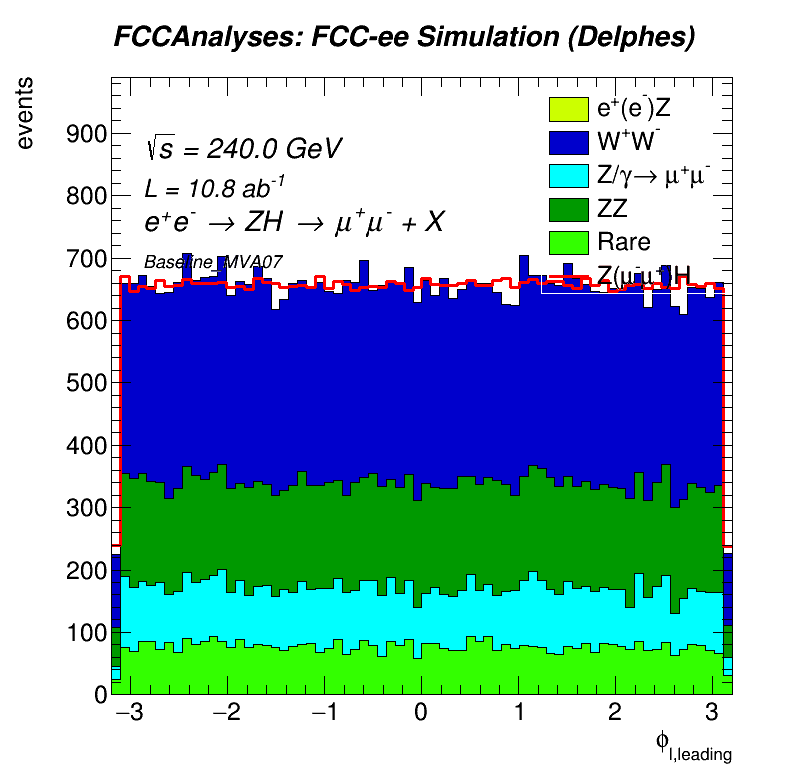 FCCAnalyses: FCC-ee Simulation (Delphes)
events
√s = 240.0 GeV
L = 10.8 ab⁻¹
e⁺e⁻ → ZH → μ⁺μ⁻ + X
Baseline_MVA07
e⁺(e⁻)Z
W⁺W⁻
Z/γ→ μ⁺μ⁻
ZZ
Rare
Z(μ⁻μ⁺)H
900
800
700
600
500
400
300
200
100
0
−3 −2 −1 0 1 2 3
ϕl,leading